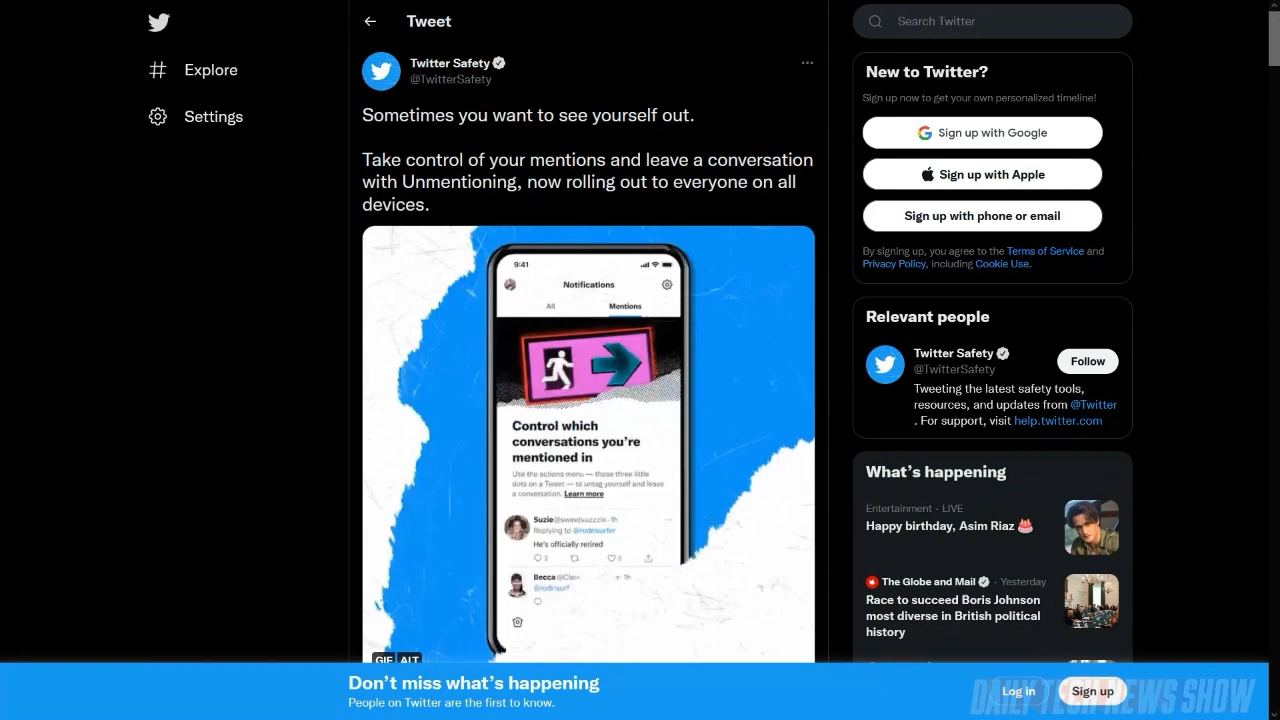 Explore
Settings
Tweet
Twitter Safety
@TwitterSafety
Sometimes you want to see yourself out.
Take control of your mentions and leave a conversation
with Unmentioning, now rolling out to everyone on all
devices.
9:41
Notifications
All
Mentions
Control which
conversations you're
mentioned in
Use the actions menu — those three little
dots on a Tweet — to untag yourself and leave
a conversation. Learn more
Suzie @sweetsuzzzie · 1h
Replying to @rodrisurfer
He's officially retired
3
5
Becca
1h
GIF ALT
Search Twitter
New to Twitter?
Sign up now to get your own personalized timeline!
Sign up with Google
Sign up with Apple
Sign up with phone or email
By signing up, you agree to the Terms of Service and
Privacy Policy, including Cookie Use.
Relevant people
Twitter Safety
@TwitterSafety
Follow
Tweeting the latest safety tools,
resources, and updates from @Twitter
. For support, visit help.twitter.com
What's happening
Entertainment · LIVE
Happy birthday, Asim Riaz 🎂
The Globe and Mail · Yesterday
Race to succeed Boris Johnson
most diverse in British political
history
Don't miss what's happening
People on Twitter are the first to know.
Log in
Sign up
DAILY TECH NEWS SHOW